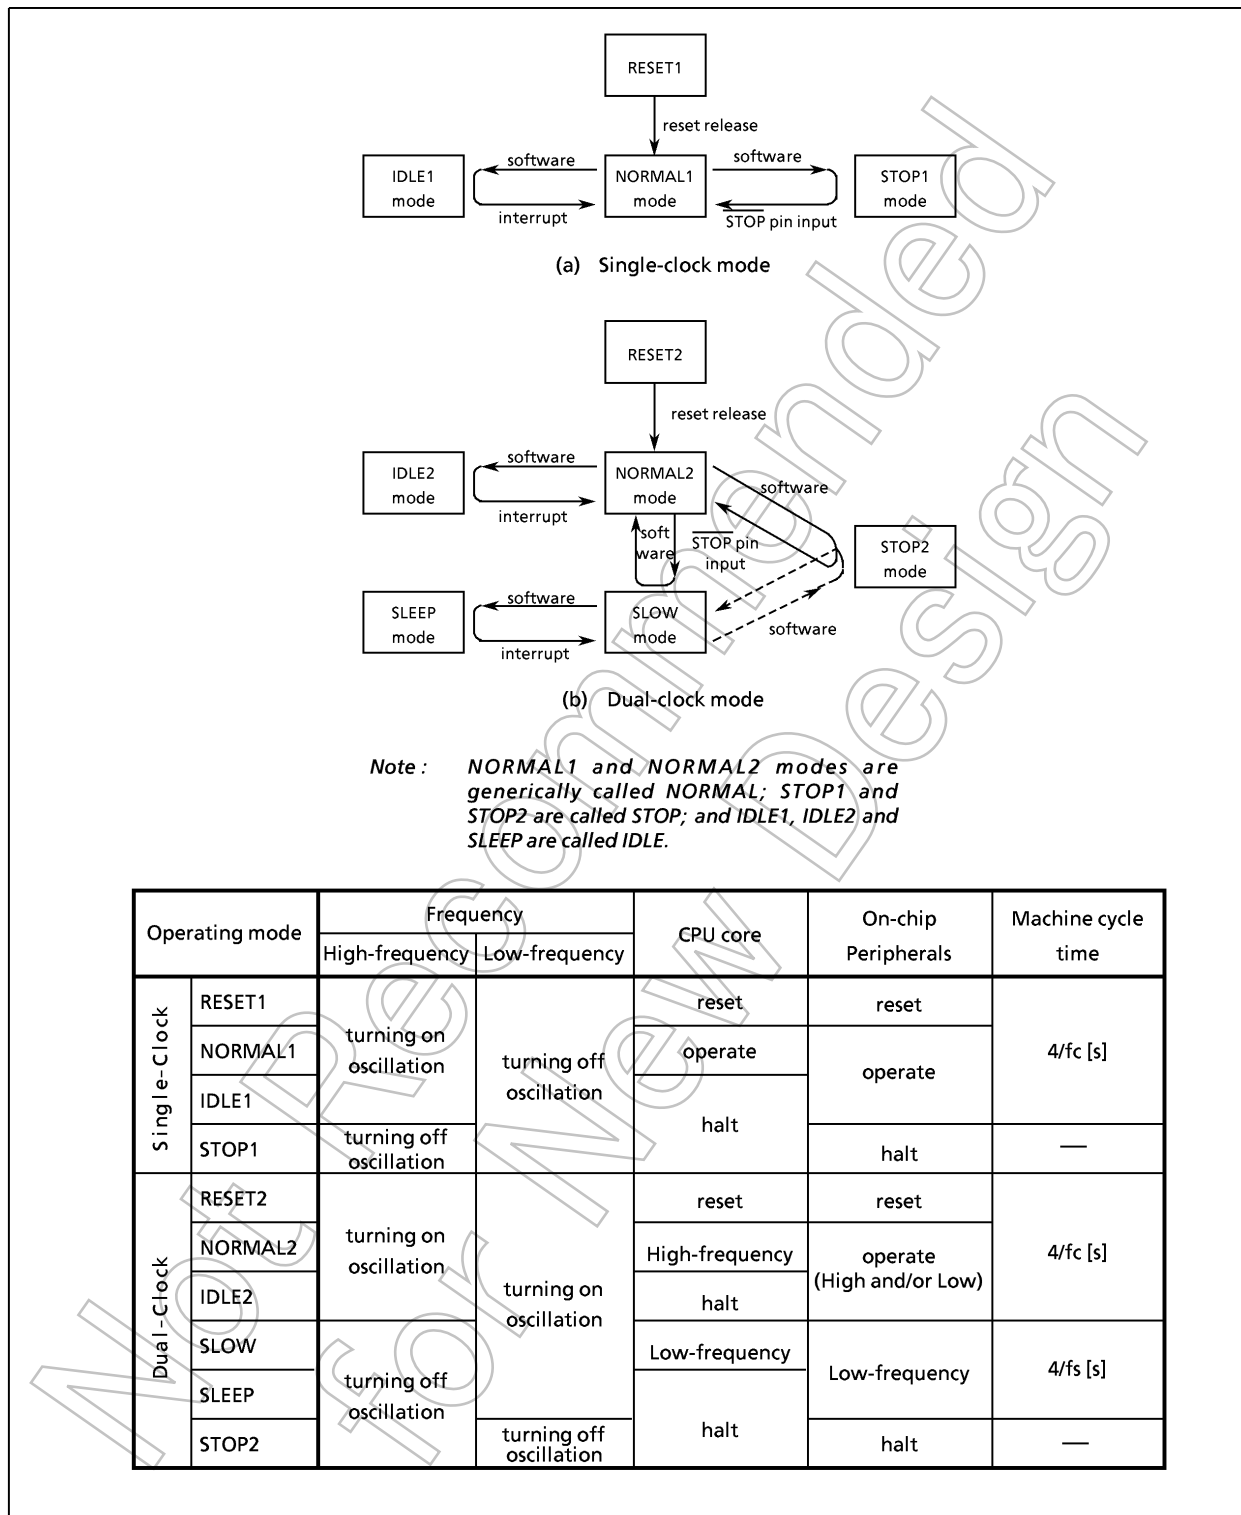 RESET1
reset release
IDLE1
mode
software
interrupt
NORMAL1
mode
software
STOP pin input
STOP1
mode
(a) Single-clock mode
RESET2
reset release
IDLE2
mode
software
interrupt
NORMAL2
mode
software
soft
ware
STOP pin
input
STOP2
mode
SLEEP
mode
software
interrupt
SLOW
mode
software
(b) Dual-clock mode
Note : NORMAL1 and NORMAL2 modes are
generically called NORMAL; STOP1 and
STOP2 are called STOP; and IDLE1, IDLE2 and
SLEEP are called IDLE.
Operating mode
Frequency
High-frequency
Low-frequency
CPU core
On-chip
Peripherals
Machine cycle
time
Single-Clock
RESET1
NORMAL1
IDLE1
STOP1
turning on
oscillation
turning off
oscillation
turning off
oscillation
reset
operate
halt
reset
operate
halt
4/fc [s]
—
Dual-Clock
RESET2
NORMAL2
IDLE2
SLOW
SLEEP
STOP2
turning on
oscillation
turning off
oscillation
turning on
oscillation
turning off
oscillation
reset
High-frequency
halt
Low-frequency
halt
reset
operate
(High and/or Low)
Low-frequency
halt
4/fc [s]
4/fs [s]
—
Not Recommended
for New Design